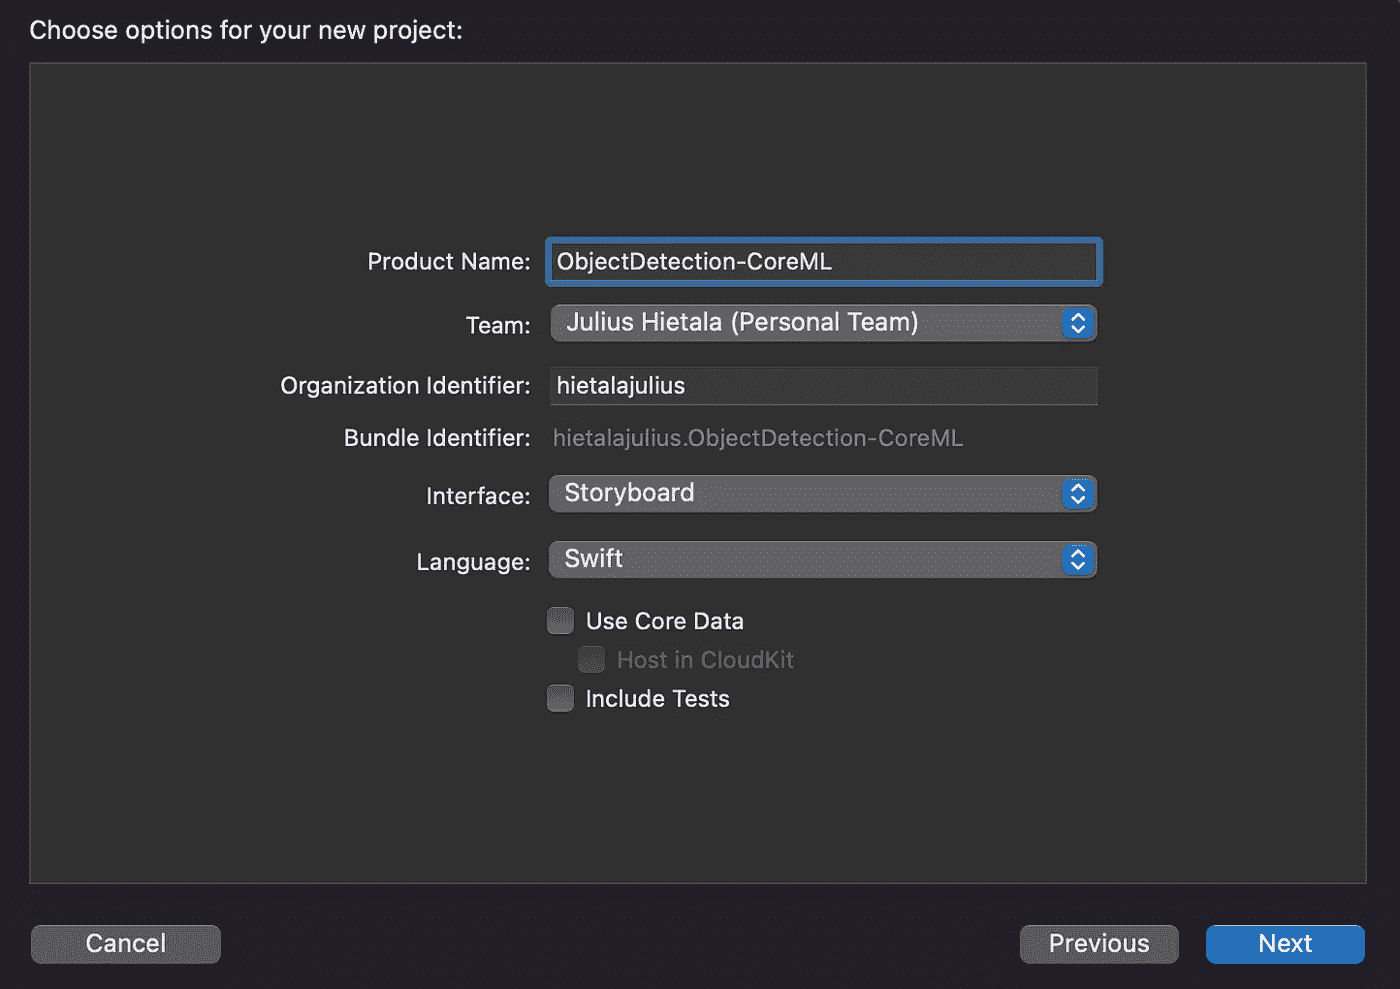 Choose options for your new project:
Product Name: ObjectDetection-CoreML
Team: Julius Hietala (Personal Team)
Organization Identifier: hietalajulius
Bundle Identifier: hietalajulius.ObjectDetection-CoreML
Interface: Storyboard
Language: Swift
Use Core Data
Host in CloudKit
Include Tests
Cancel Previous Next